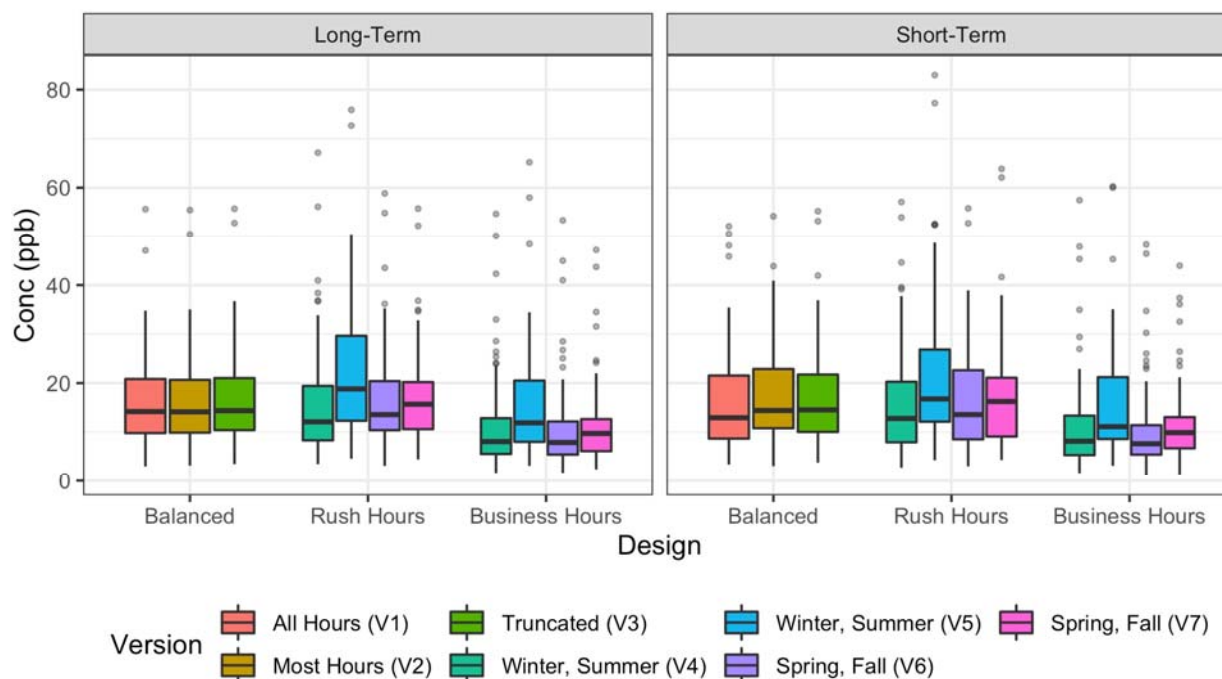 Long-Term Short-Term
80
60
40
20
0
Conc (ppb)
Balanced Rush Hours Business Hours Balanced Rush Hours Business Hours
Design
Version
All Hours (V1) Truncated (V3) Winter, Summer (V5) Spring, Fall (V7)
Most Hours (V2) Winter, Summer (V4) Spring, Fall (V6)